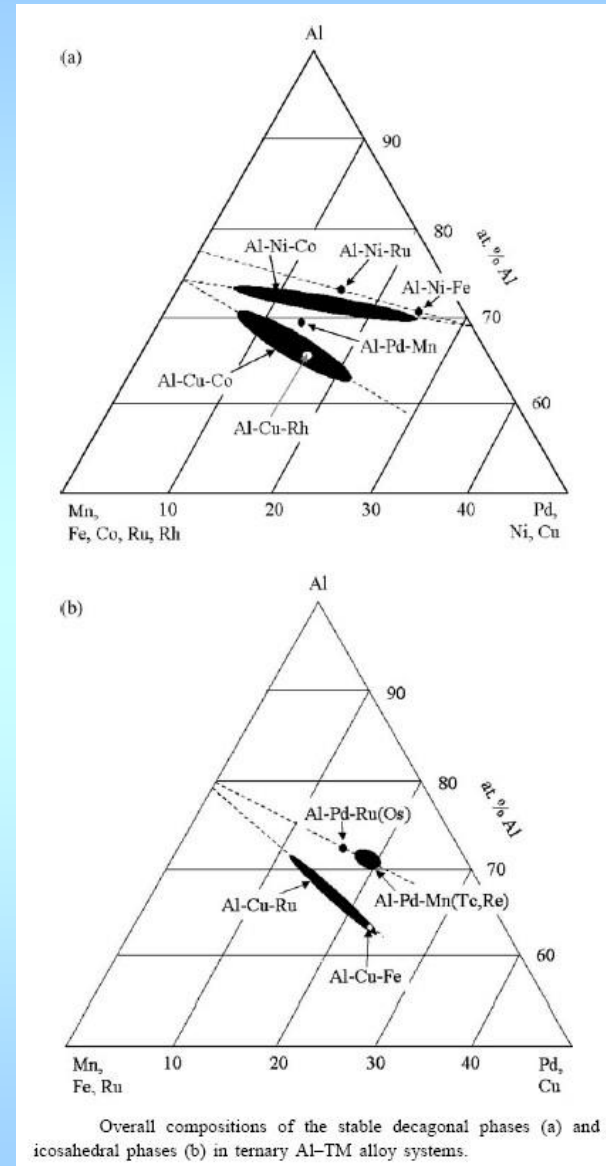 Al
(a)
90
80
at. % Al
Al-Ni-Co
Al-Ni-Ru
Al-Ni-Fe
70
Al-Pd-Mn
Al-Cu-Co
60
Al-Cu-Rh
Mn,
10
20
30
40
Pd,
Fe, Co, Ru, Rh
Ni, Cu
Al
(b)
90
80
at. % Al
Al-Pd-Ru(Os)
70
Al-Cu-Ru
Al-Pd-Mn(Tc,Re)
60
Al-Cu-Fe
Mn,
10
20
30
40
Pd,
Fe, Ru
Cu
Overall compositions of the stable decagonal phases (a) and
icosahedral phases (b) in ternary Al–TM alloy systems.